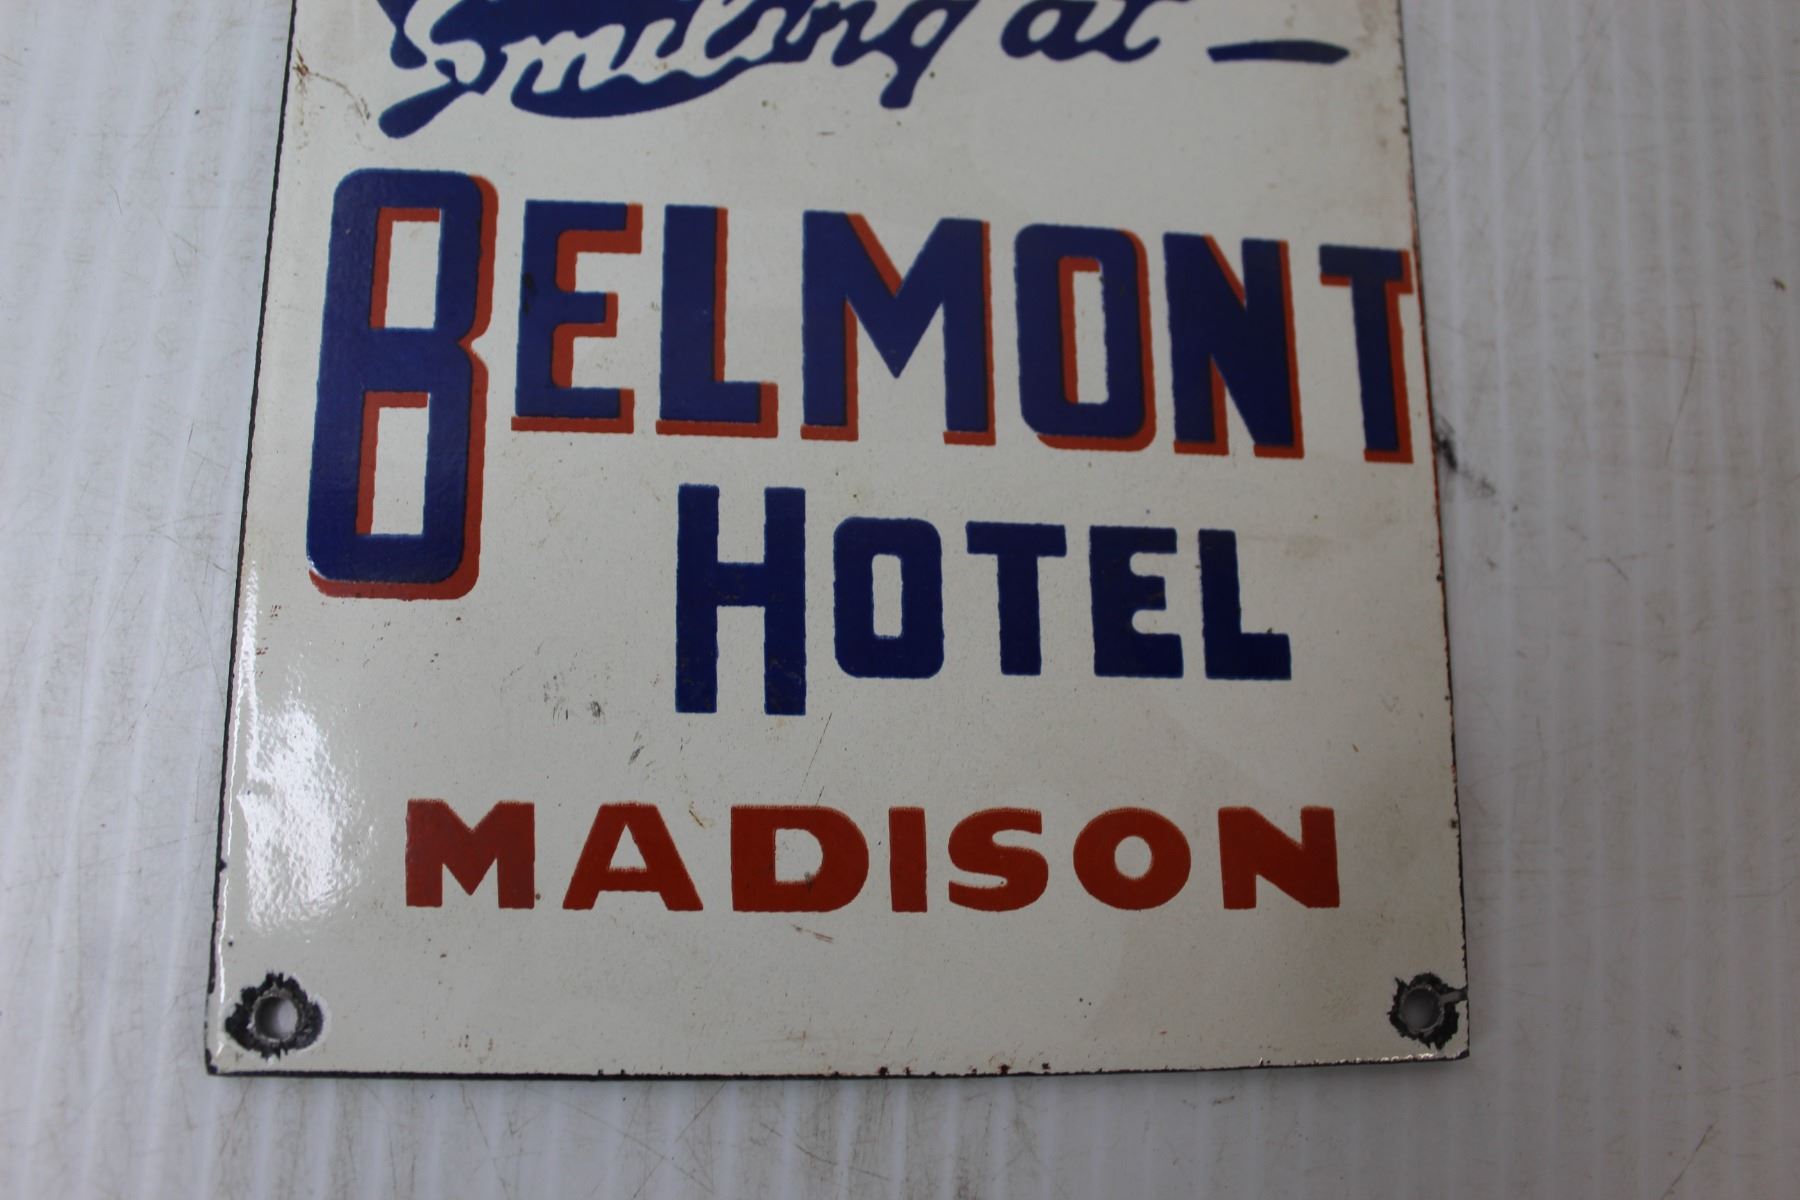 Smiling at —
BELMONT
HOTEL
MADISON